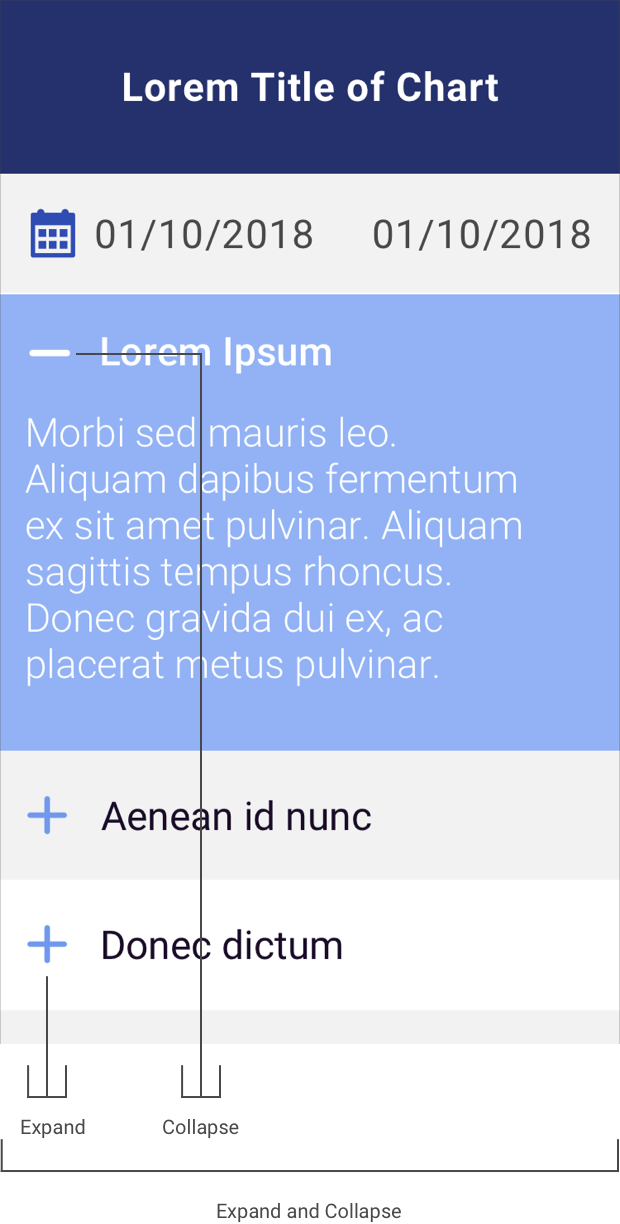 Lorem Title of Chart
01/10/2018 01/10/2018
Lorem Ipsum
Morbi sed mauris leo.
Aliquam dapibus fermentum
ex sit amet pulvinar. Aliquam
sagittis tempus rhoncus.
Donec gravida dui ex, ac
placerat metus pulvinar.
Aenean id nunc
Donec dictum
Expand Collapse
Expand and Collapse